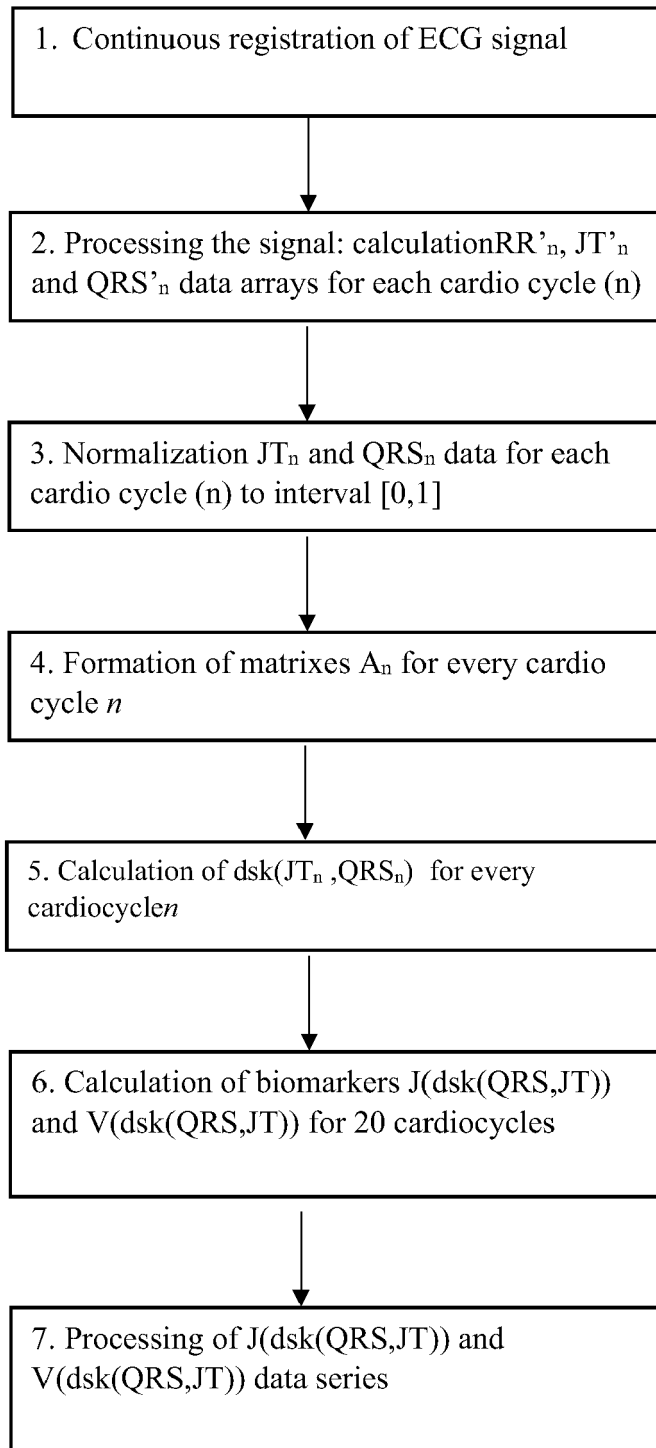 1. Continuous registration of ECG signal
2. Processing the signal: calculationRR’ₙ, JT’ₙ
and QRS’ₙ data arrays for each cardio cycle (n)
3. Normalization JTₙ and QRSₙ data for each
cardio cycle (n) to interval [0,1]
4. Formation of matrixes Aₙ for every cardio
cycle n
5. Calculation of dsk(JTₙ ,QRSₙ) for every
cardiocyclen
6. Calculation of biomarkers J(dsk(QRS,JT))
and V(dsk(QRS,JT)) for 20 cardiocycles
7. Processing of J(dsk(QRS,JT)) and
V(dsk(QRS,JT)) data series